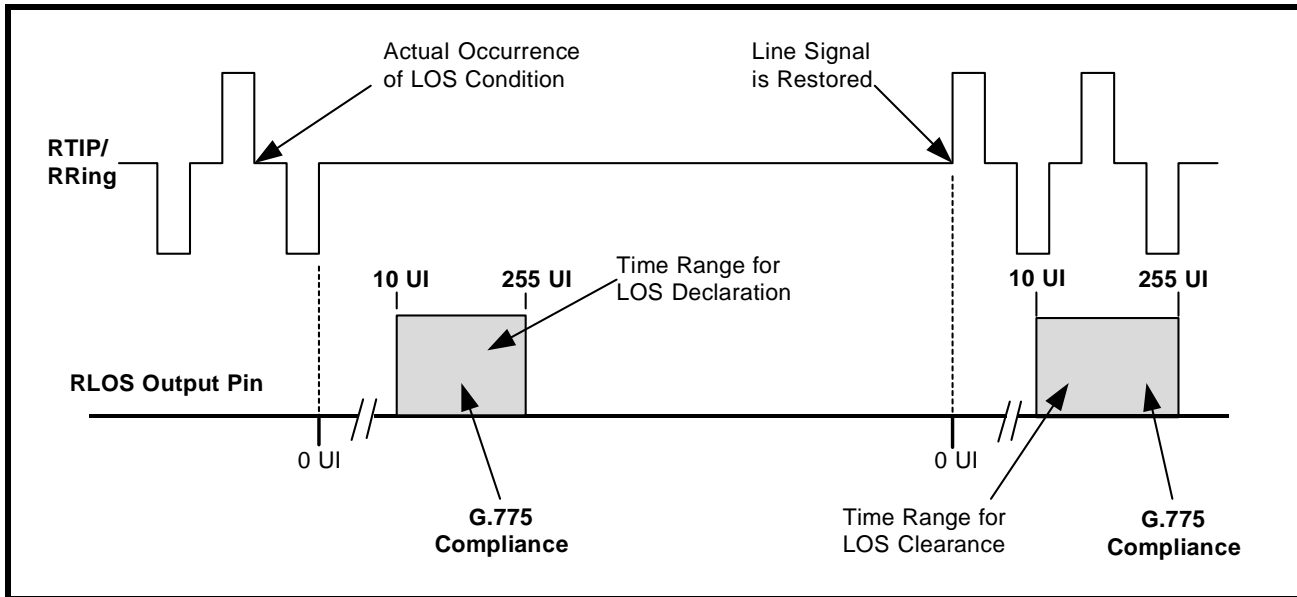 Actual Occurrence
of LOS Condition
Line Signal
is Restored
RTIP/
RRing
10 UI
255 UI
Time Range for
LOS Declaration
10 UI
255 UI
RLOS Output Pin
0 UI
0 UI
G.775
Compliance
Time Range for
LOS Clearance
G.775
Compliance